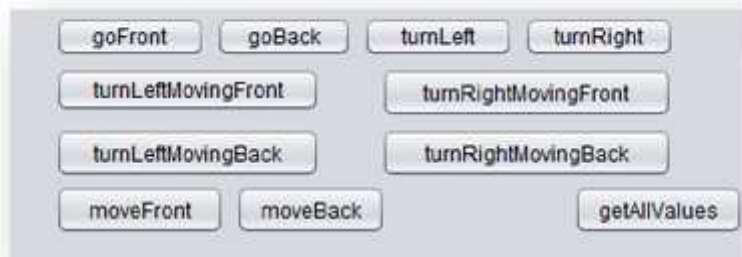 goFront goBack turnLeft turnRight
turnLeftMovingFront turnRightMovingFront
turnLeftMovingBack turnRightMovingBack
moveFront moveBack getAllValues